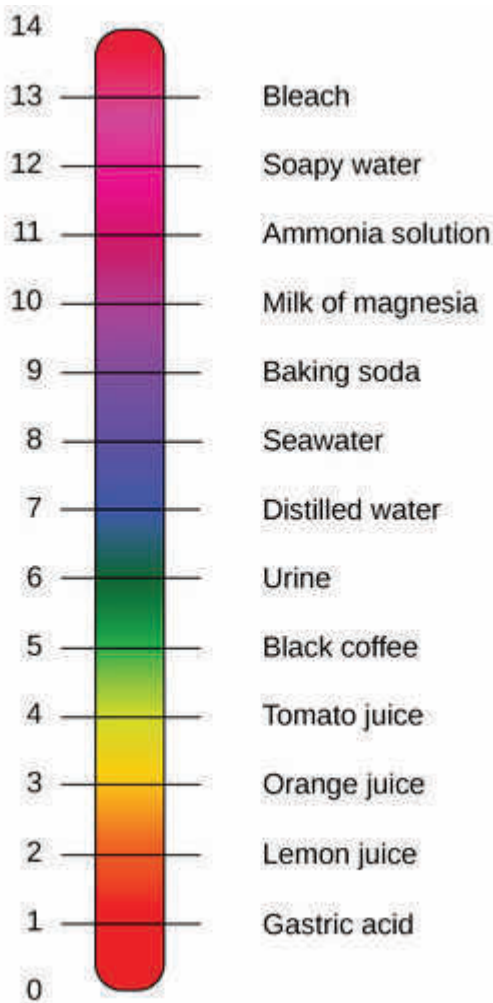 14
13 Bleach
12 Soapy water
11 Ammonia solution
10 Milk of magnesia
9 Baking soda
8 Seawater
7 Distilled water
6 Urine
5 Black coffee
4 Tomato juice
3 Orange juice
2 Lemon juice
1 Gastric acid
0